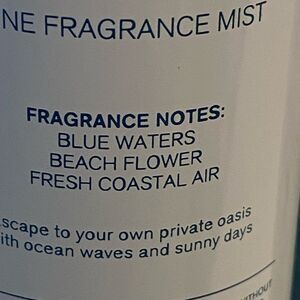 NE FRAGRANCE MIST
FRAGRANCE NOTES:
BLUE WATERS
BEACH FLOWER
FRESH COASTAL AIR
scape to your own private oasis
ith ocean waves and sunny days
WITHOUT